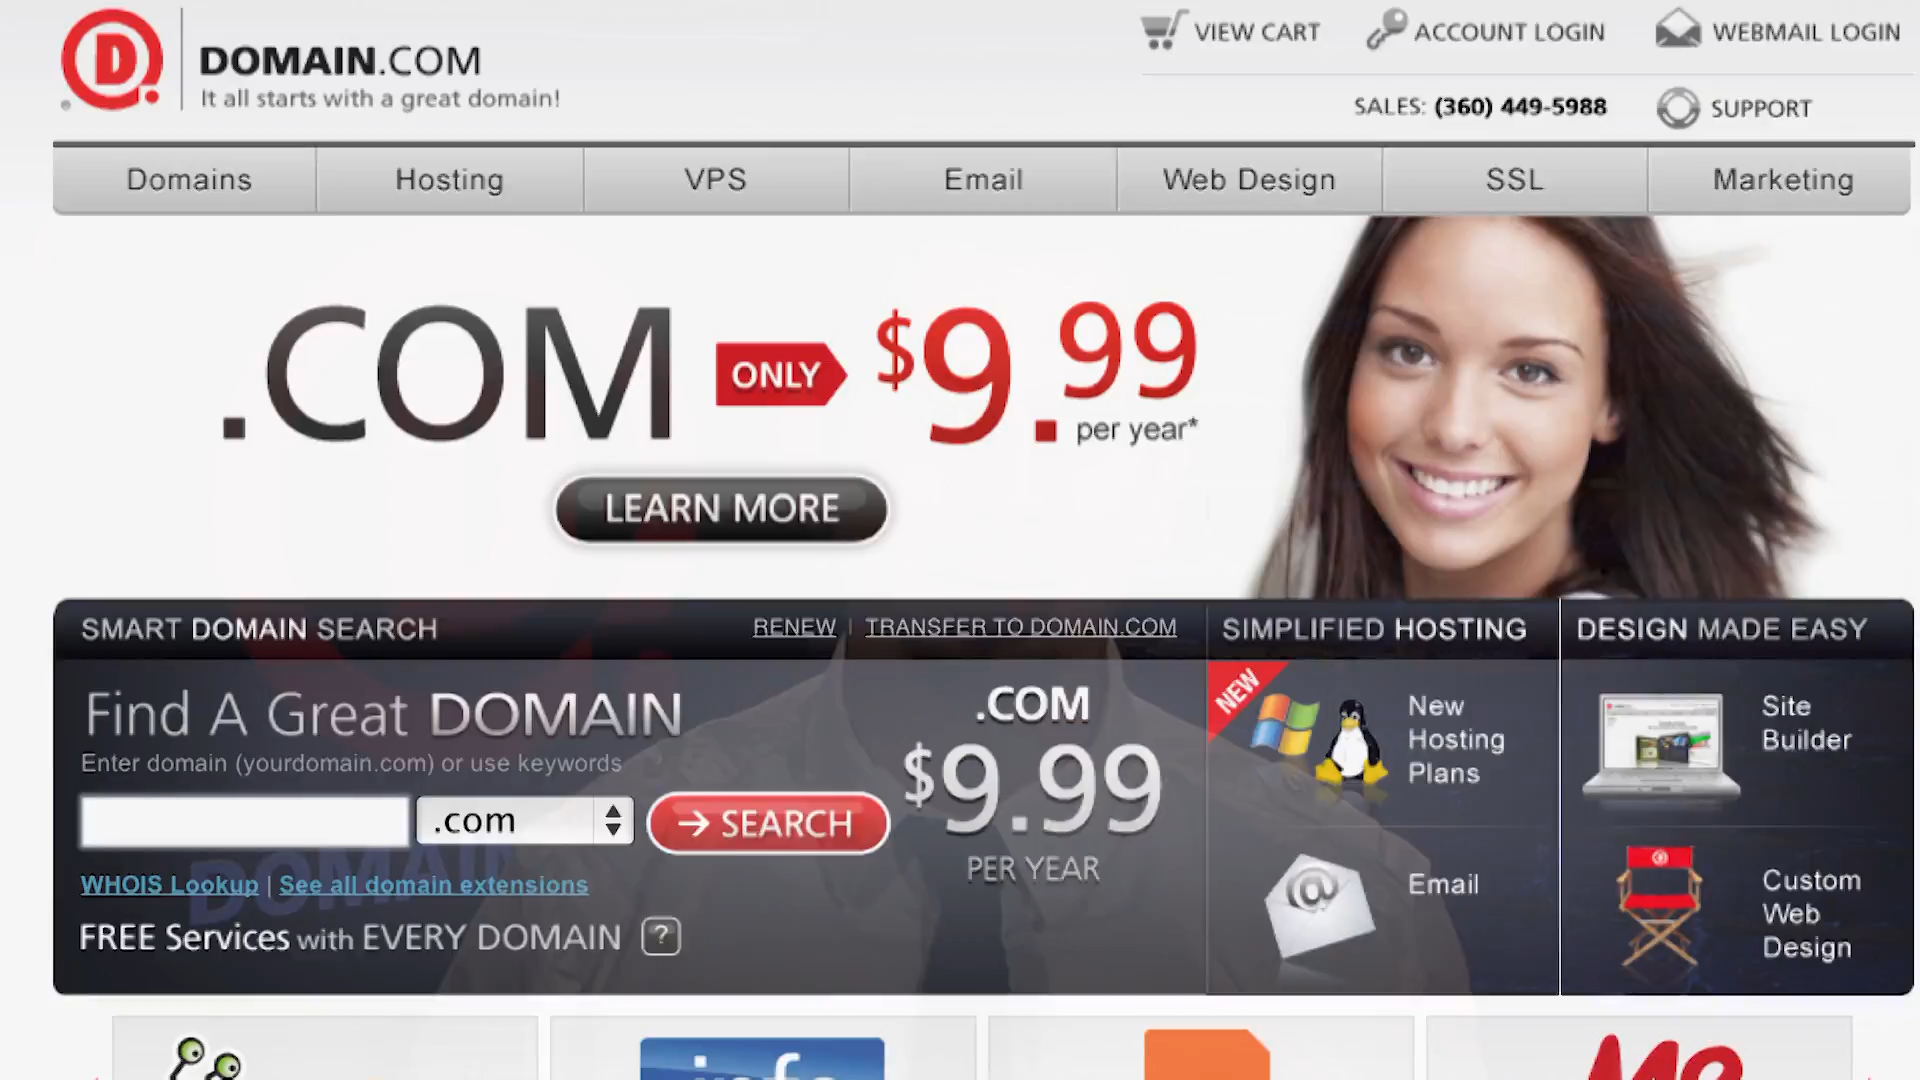 DOMAIN.COM
It all starts with a great domain!
VIEW CART
ACCOUNT LOGIN
WEBMAIL LOGIN
SALES: (360) 449-5988
SUPPORT
Domains
Hosting
VPS
Email
Web Design
SSL
Marketing
.COM ONLY $9.99
per year*
LEARN MORE
SMART DOMAIN SEARCH
RENEW | TRANSFER TO DOMAIN.COM
Find A Great DOMAIN
Enter domain (yourdomain.com) or use keywords
.com
SEARCH
WHOIS Lookup | See all domain extensions
FREE Services with EVERY DOMAIN ?
.COM
$9.99
PER YEAR
SIMPLIFIED HOSTING
NEW
New
Hosting
Plans
Email
DESIGN MADE EASY
Site
Builder
Custom
Web
Design